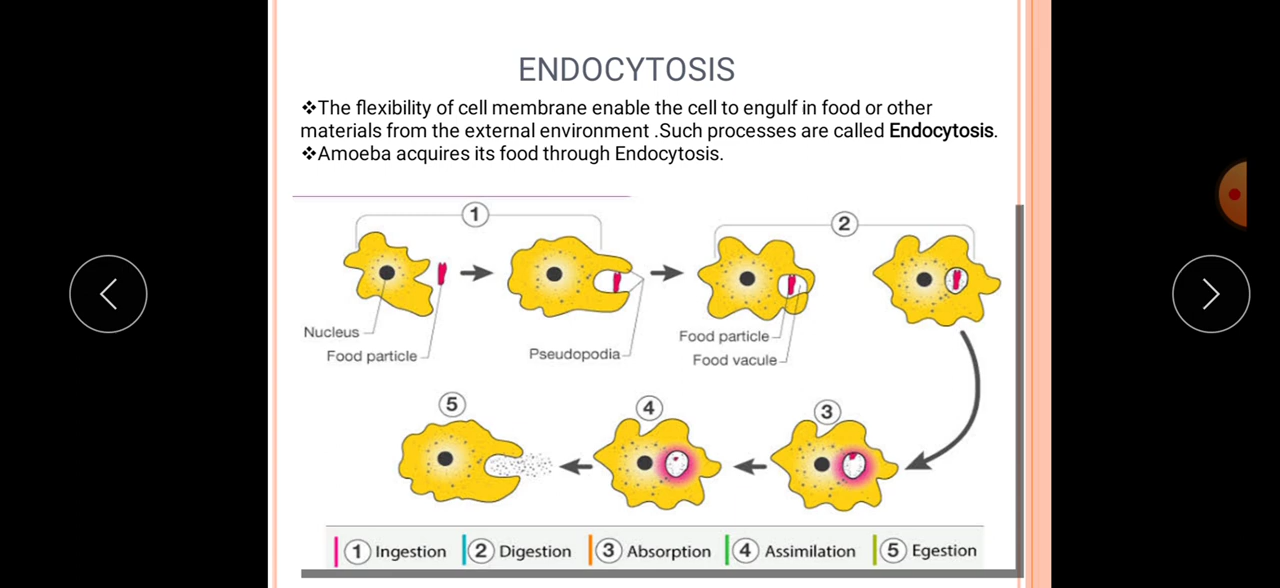 ENDOCYTOSIS
❖The flexibility of cell membrane enable the cell to engulf in food or other
materials from the external environment .Such processes are called Endocytosis.
❖Amoeba acquires its food through Endocytosis.
1
2
Nucleus
Food particle
Pseudopodia
Food particle
Food vacule
5
4
3
1 Ingestion 2 Digestion 3 Absorption 4 Assimilation 5 Egestion